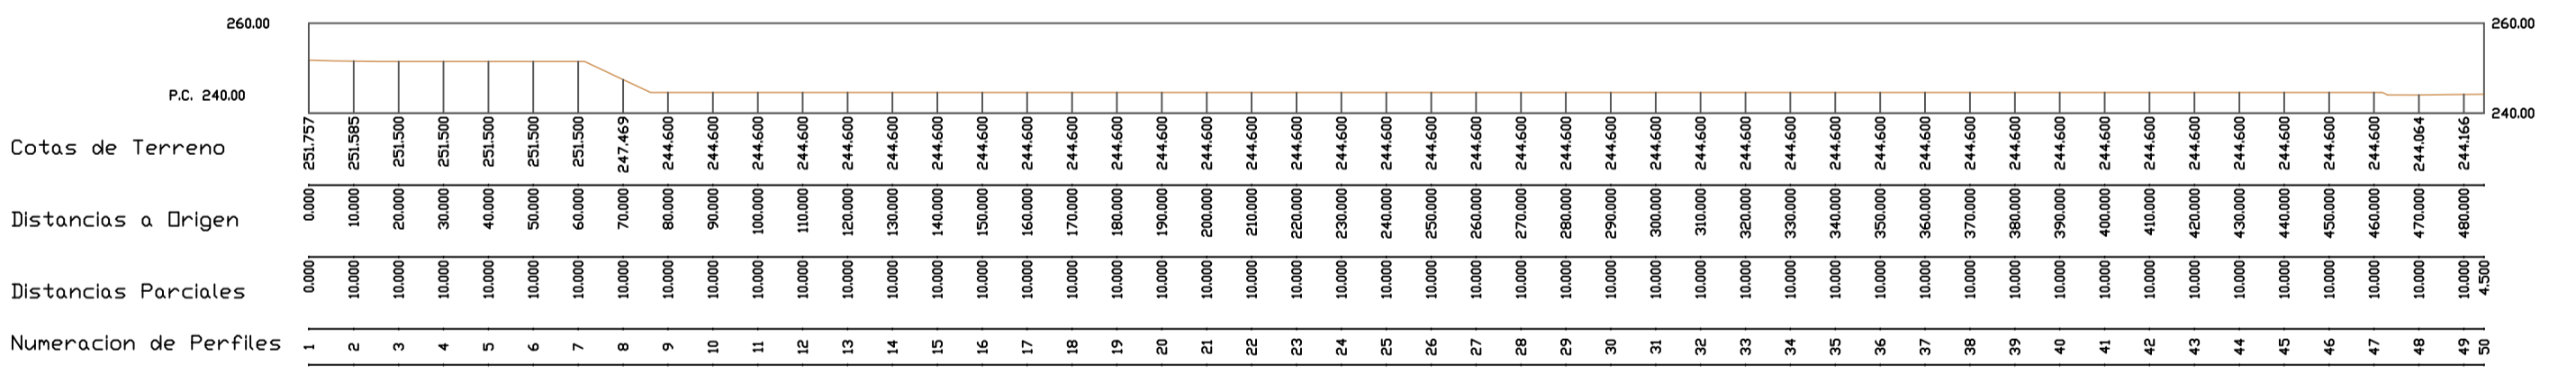 260.00 260.00
P.C. 240.00 240.00
Cotas de Terreno 251.757 251.585 251.500 251.500 251.500 251.500 251.500 247.469 244.600 244.600 244.600 244.600 244.600 244.600 244.600 244.600 244.600 244.600 244.600 244.600 244.600 244.600 244.600 244.600 244.600 244.600 244.600 244.600 244.600 244.600 244.600 244.600 244.600 244.600 244.600 244.600 244.600 244.600 244.600 244.600 244.600 244.600 244.600 244.600 244.600 244.600 244.600 244.064 244.166
Distancias a Origen 0.000 10.000 20.000 30.000 40.000 50.000 60.000 70.000 80.000 90.000 100.000 110.000 120.000 130.000 140.000 150.000 160.000 170.000 180.000 190.000 200.000 210.000 220.000 230.000 240.000 250.000 260.000 270.000 280.000 290.000 300.000 310.000 320.000 330.000 340.000 350.000 360.000 370.000 380.000 390.000 400.000 410.000 420.000 430.000 440.000 450.000 460.000 470.000 480.000
Distancias Parciales 0.000 10.000 10.000 10.000 10.000 10.000 10.000 10.000 10.000 10.000 10.000 10.000 10.000 10.000 10.000 10.000 10.000 10.000 10.000 10.000 10.000 10.000 10.000 10.000 10.000 10.000 10.000 10.000 10.000 10.000 10.000 10.000 10.000 10.000 10.000 10.000 10.000 10.000 10.000 10.000 10.000 10.000 10.000 10.000 10.000 10.000 10.000 10.000 10.000 4.500
Numeracion de Perfiles 1 2 3 4 5 6 7 8 9 10 11 12 13 14 15 16 17 18 19 20 21 22 23 24 25 26 27 28 29 30 31 32 33 34 35 36 37 38 39 40 41 42 43 44 45 46 47 48 49 50